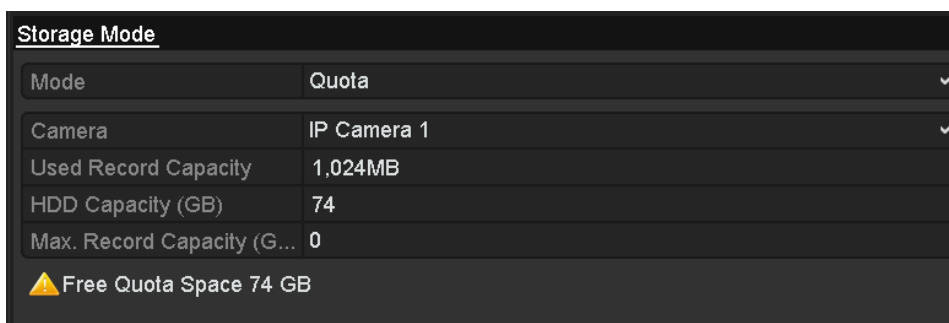 Storage Mode
Mode Quota
Camera IP Camera 1
Used Record Capacity 1,024MB
HDD Capacity (GB) 74
Max. Record Capacity (G... 0
Free Quota Space 74 GB